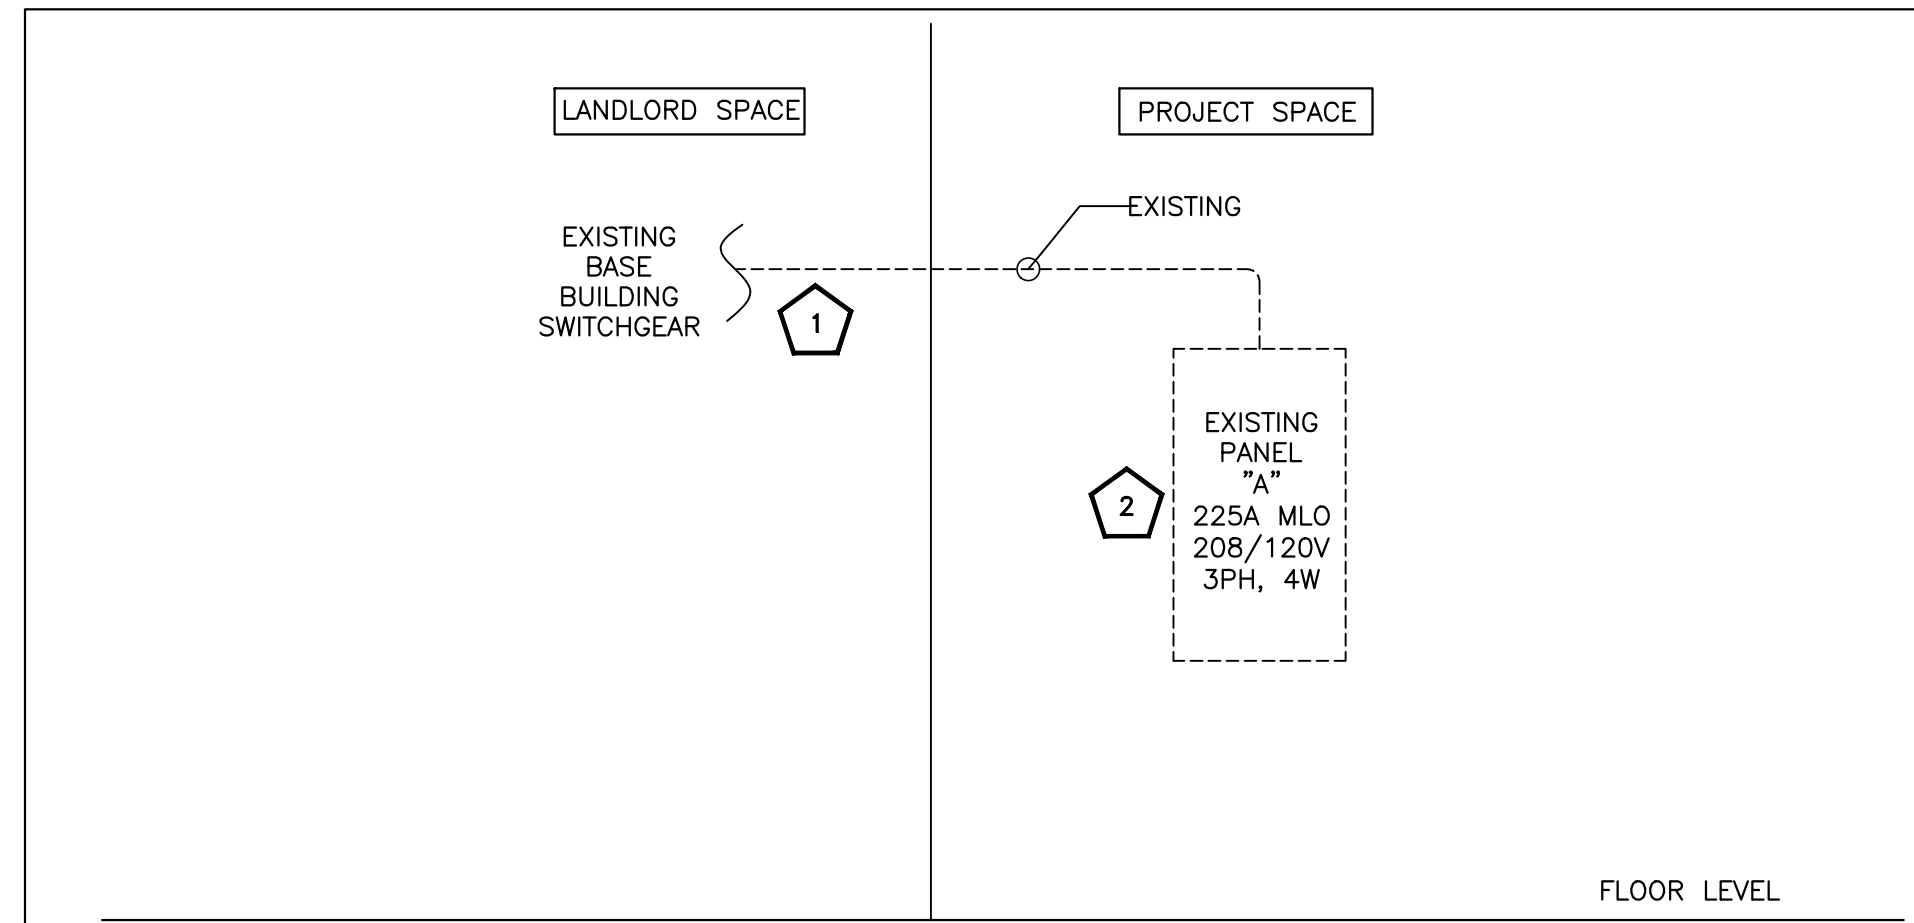 LANDLORD SPACE
PROJECT SPACE
EXISTING
EXISTING
BASE
BUILDING
SWITCHGEAR
1
EXISTING
PANEL
"A"
225A MLO
208/120V
3PH, 4W
2
FLOOR LEVEL